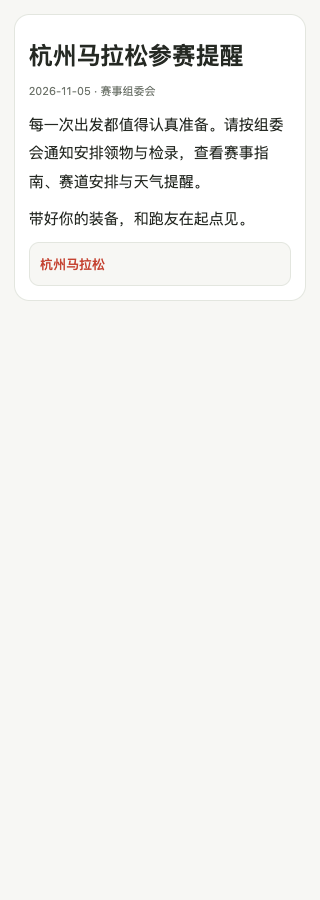 杭州马拉松参赛提醒
2026-11-05 · 赛事组委会
每一次出发都值得认真准备。请按组委
会通知安排领物与检录，查看赛事指
南、赛道安排与天气提醒。
带好你的装备，和跑友在起点见。
杭州马拉松